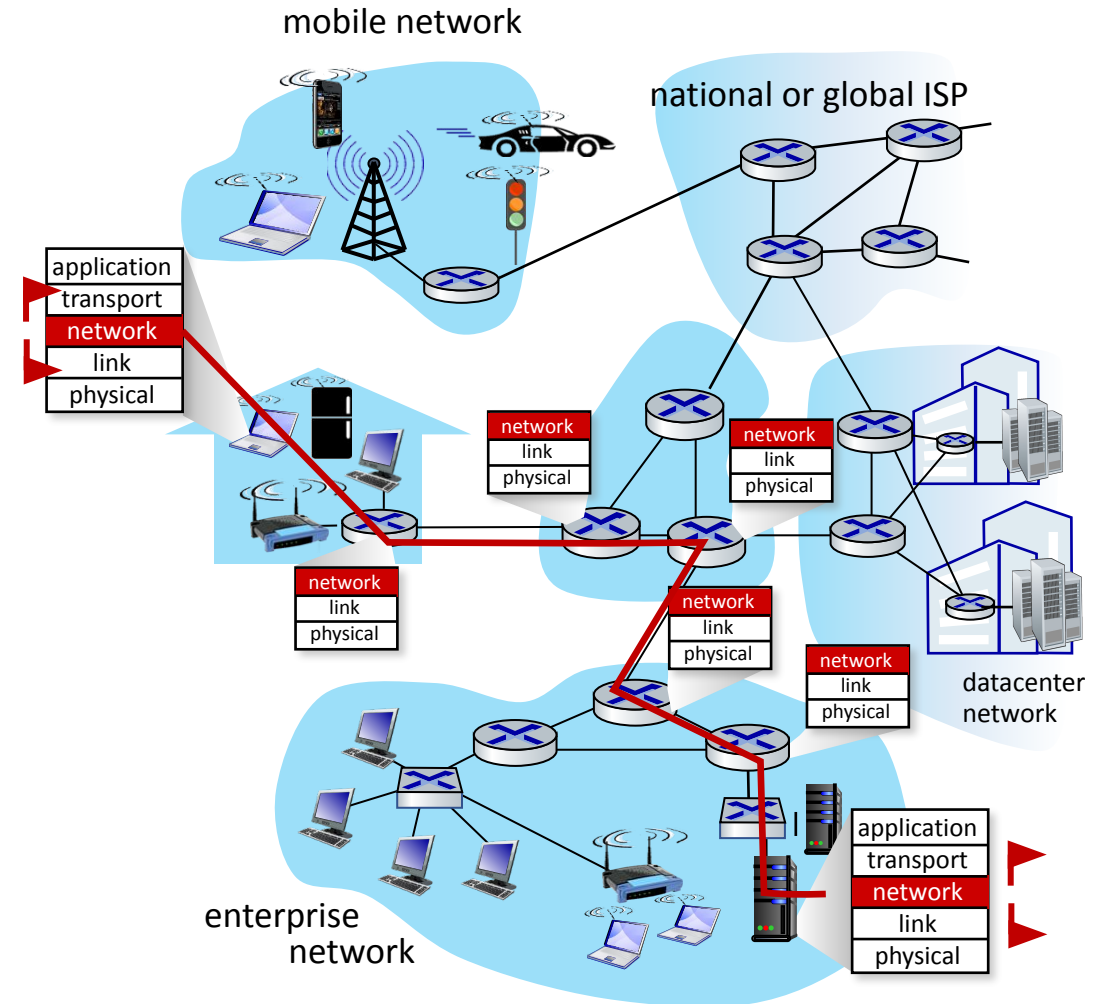 mobile network
national or global ISP
application
transport
network
link
physical
network
link
physical
network
link
physical
network
link
physical
network
link
physical
network
link
physical
datacenter
network
application
transport
network
link
physical
enterprise
network